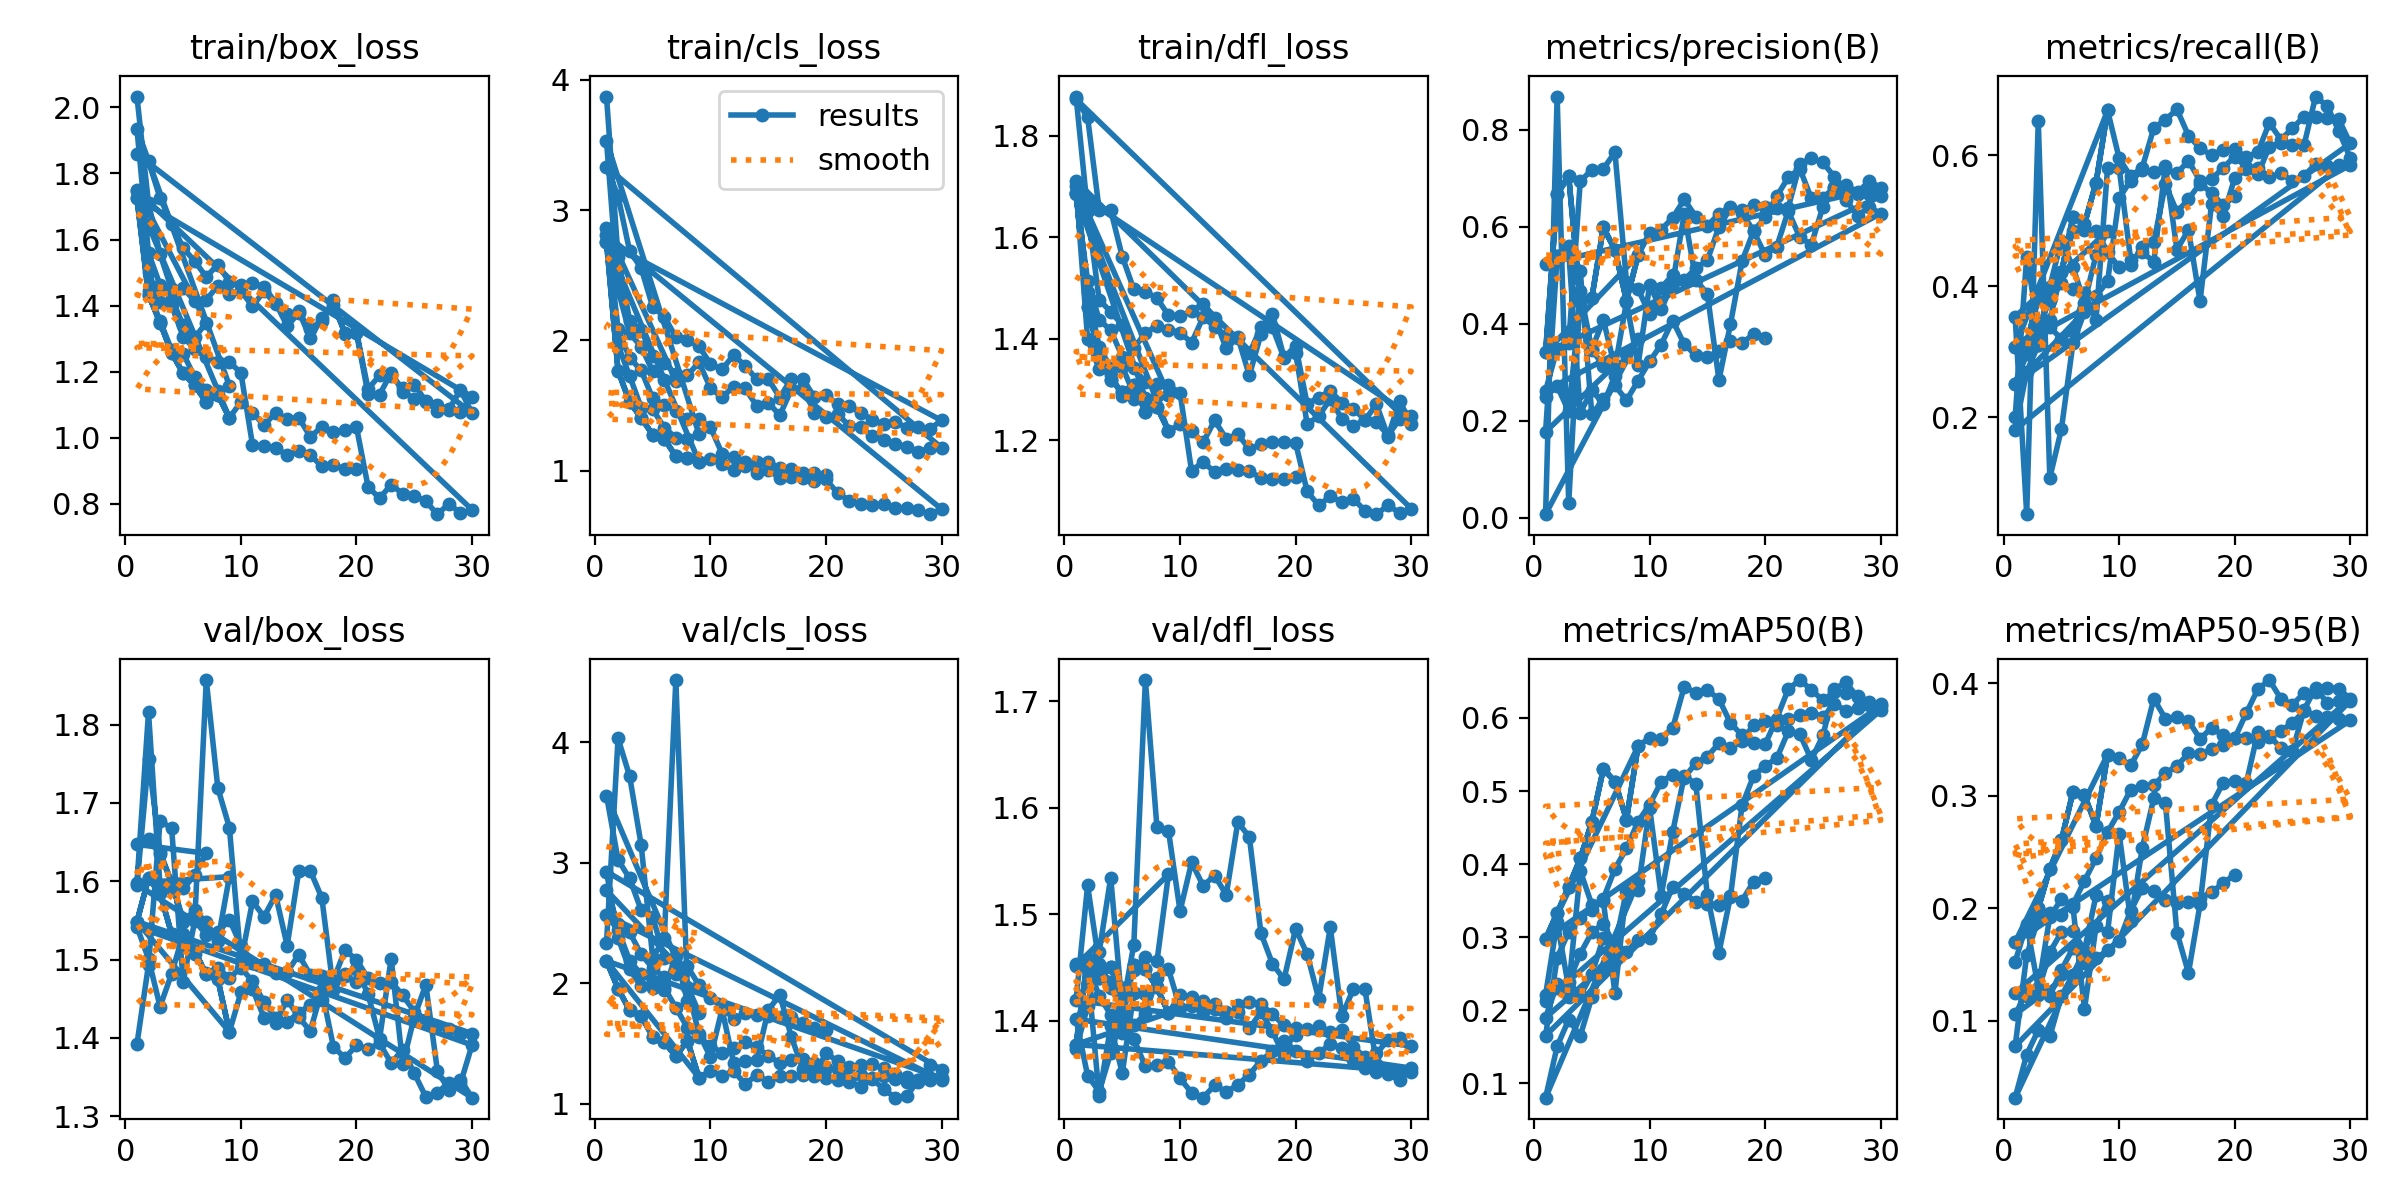 train/box_loss
train/cls_loss
train/dfl_loss
metrics/precision(B)
metrics/recall(B)
results
smooth
2.0
1.8
1.6
1.4
1.2
1.0
0.8
0 10 20 30
4
3
2
1
0 10 20 30
1.8
1.6
1.4
1.2
0 10 20 30
0.8
0.6
0.4
0.2
0.0
0 10 20 30
0.6
0.4
0.2
0 10 20 30
val/box_loss
val/cls_loss
val/dfl_loss
metrics/mAP50(B)
metrics/mAP50-95(B)
1.8
1.7
1.6
1.5
1.4
1.3
0 10 20 30
4
3
2
1
0 10 20 30
1.7
1.6
1.5
1.4
0 10 20 30
0.6
0.5
0.4
0.3
0.2
0.1
0 10 20 30
0.4
0.3
0.2
0.1
0 10 20 30